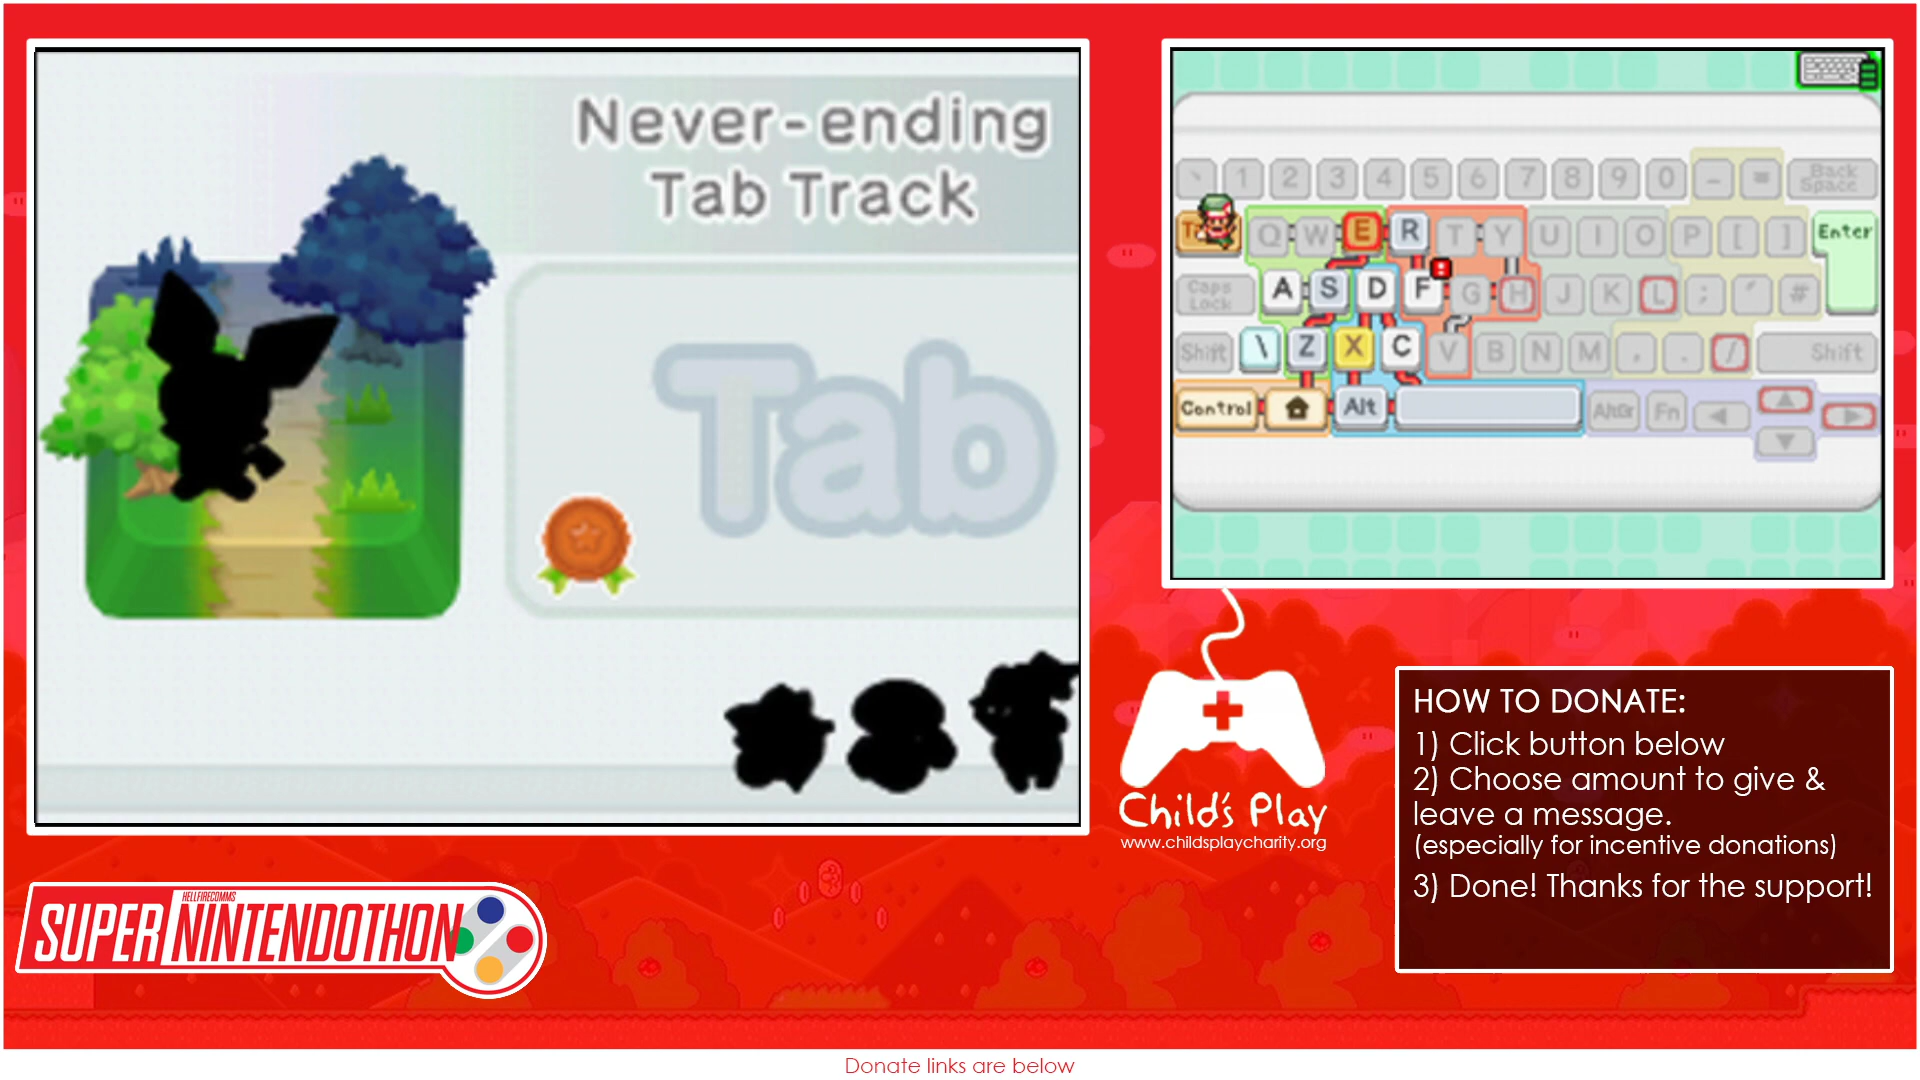 Never-ending
Tab Track
Tab
` 1 2 3 4 5 6 7 8 9 0 - = Back Space
Q W E R T Y U I O P [ ] Enter
Caps Lock A S D F G H J K L ; ' #
Shift \ Z X C V B N M , . / Shift
Control Alt AltGr Fn
Child's Play
www.childsplaycharity.org
HOW TO DONATE:
1) Click button below
2) Choose amount to give &
leave a message.
(especially for incentive donations)
3) Done! Thanks for the support!
HELLFIRECOMMS
SUPER NINTENDOTHON
Donate links are below